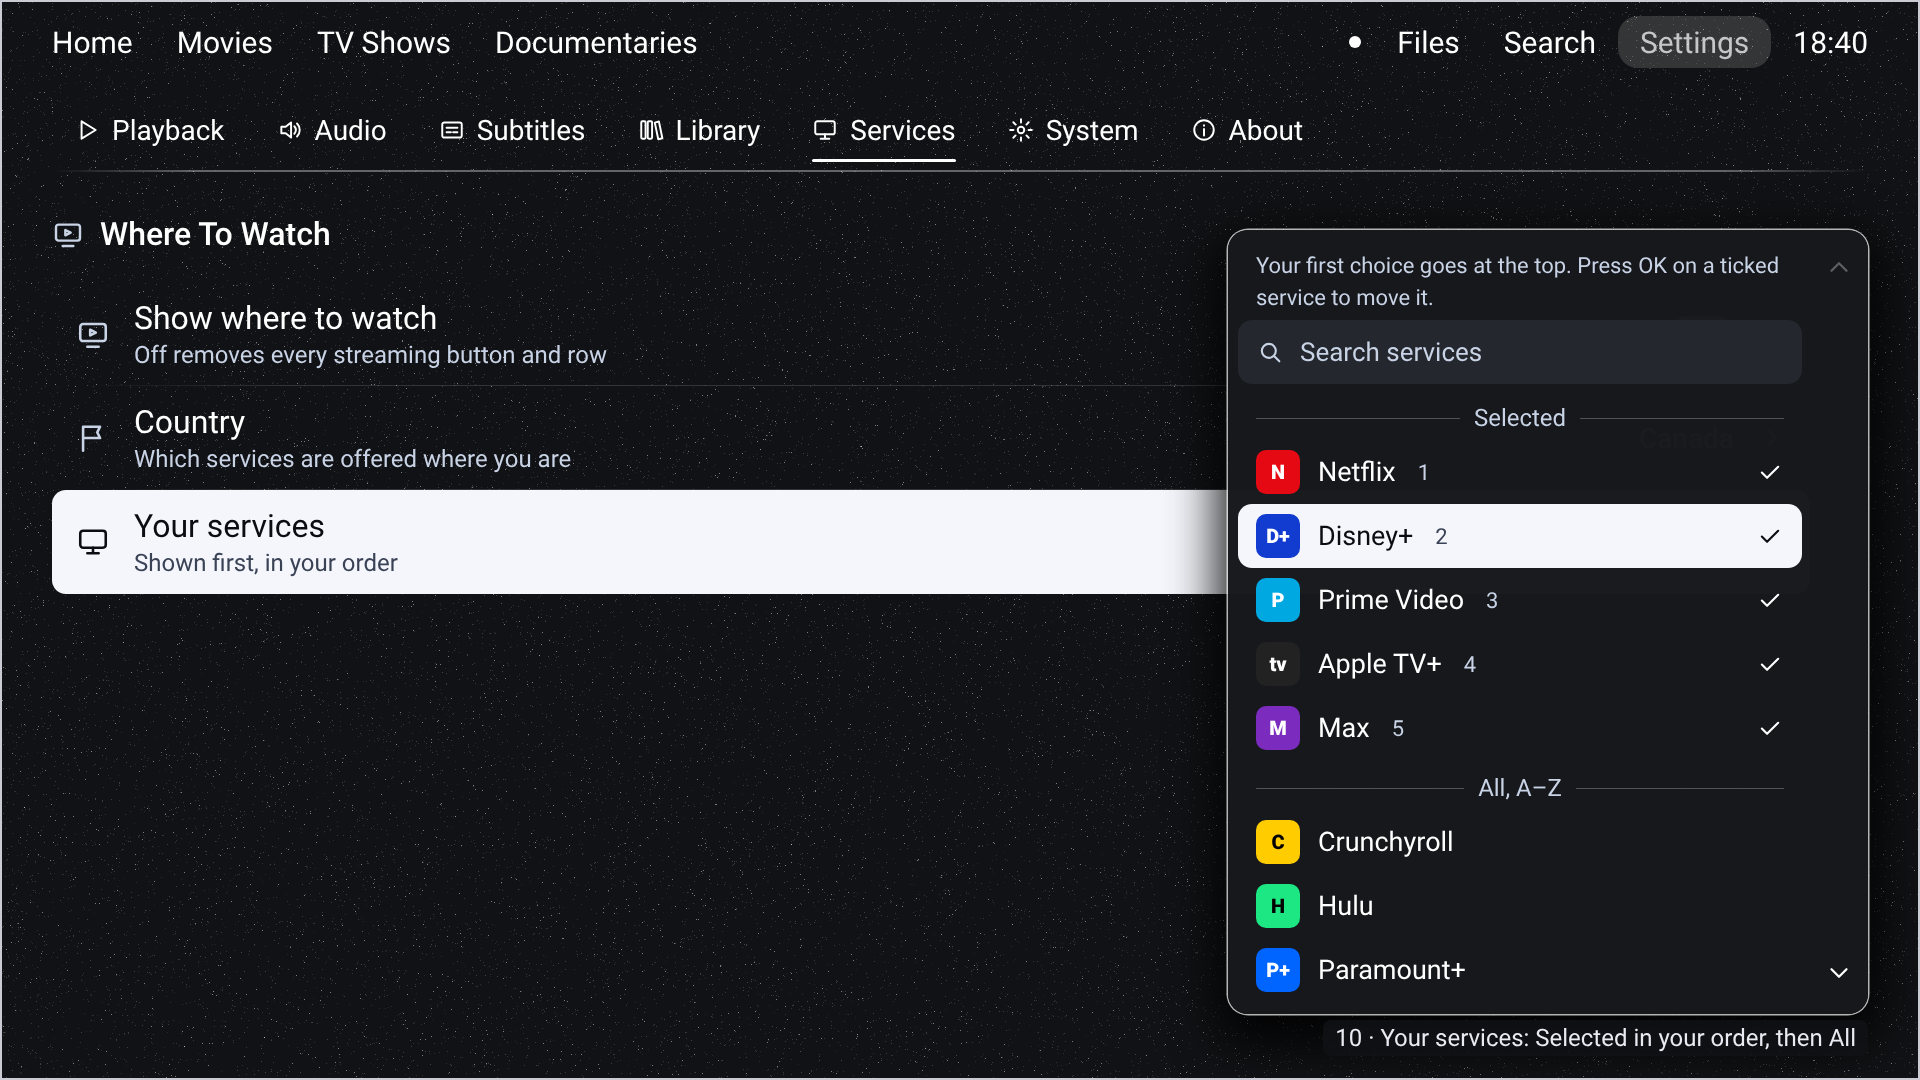 Home Movies TV Shows Documentaries Files Search Settings 18:40
Playback Audio Subtitles Library Services System About
Where To Watch
Show where to watch
Off removes every streaming button and row
Country
Which services are offered where you are
Your services
Shown first, in your order
Your first choice goes at the top. Press OK on a ticked
service to move it.
Search services
Selected
Canada
N Netflix 1
D+ Disney+ 2
P Prime Video 3
tv Apple TV+ 4
M Max 5
All, A–Z
C Crunchyroll
H Hulu
P+ Paramount+
10 · Your services: Selected in your order, then All